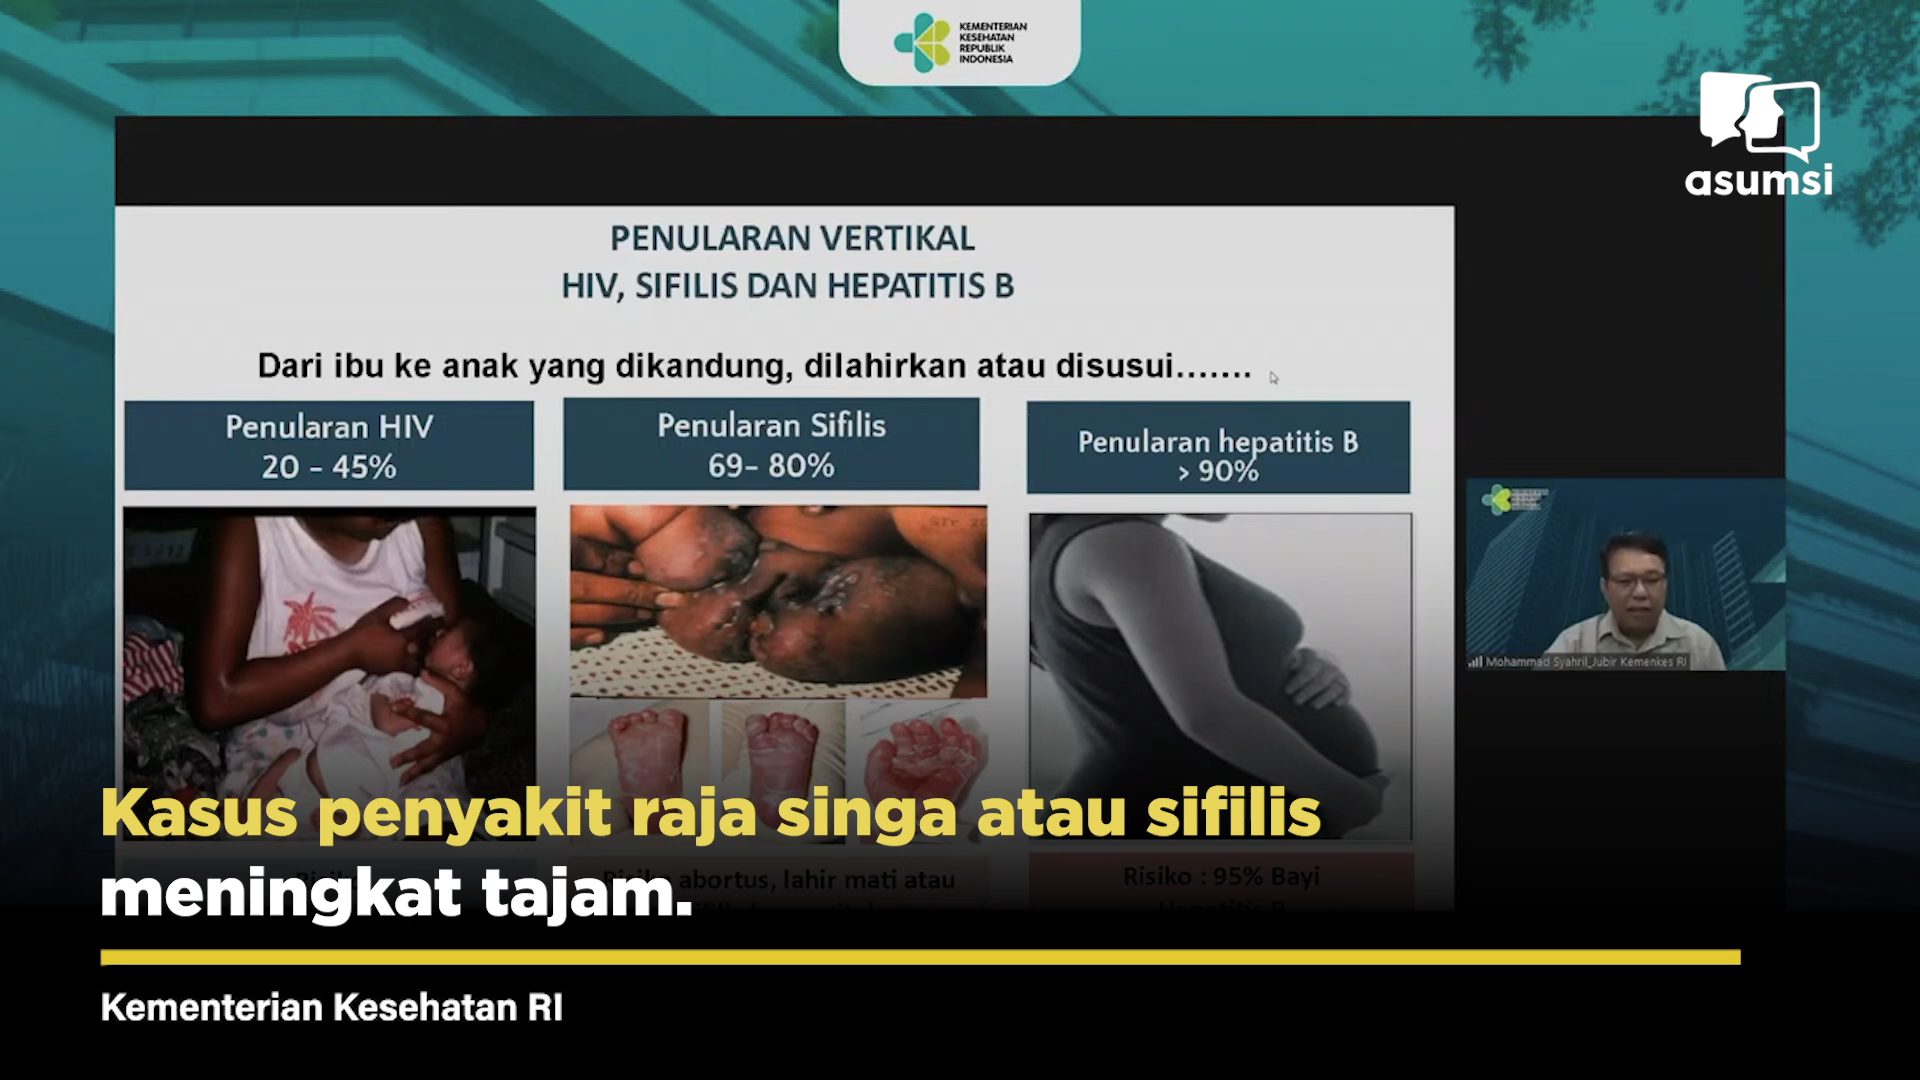 KEMENTERIAN
KESEHATAN
REPUBLIK
INDONESIA
asumsi
PENULARAN VERTIKAL
HIV, SIFILIS DAN HEPATITIS B
Dari ibu ke anak yang dikandung, dilahirkan atau disusui.......
Penularan HIV
20 – 45%
Penularan Sifilis
69– 80%
Penularan hepatitis B
> 90%
Mohammad Syahril_Jubir Kemenkes RI
abortus, lahir mati atau
Risiko : 95% Bayi
Hepatitis B
Kasus penyakit raja singa atau sifilis
meningkat tajam.
Kementerian Kesehatan RI